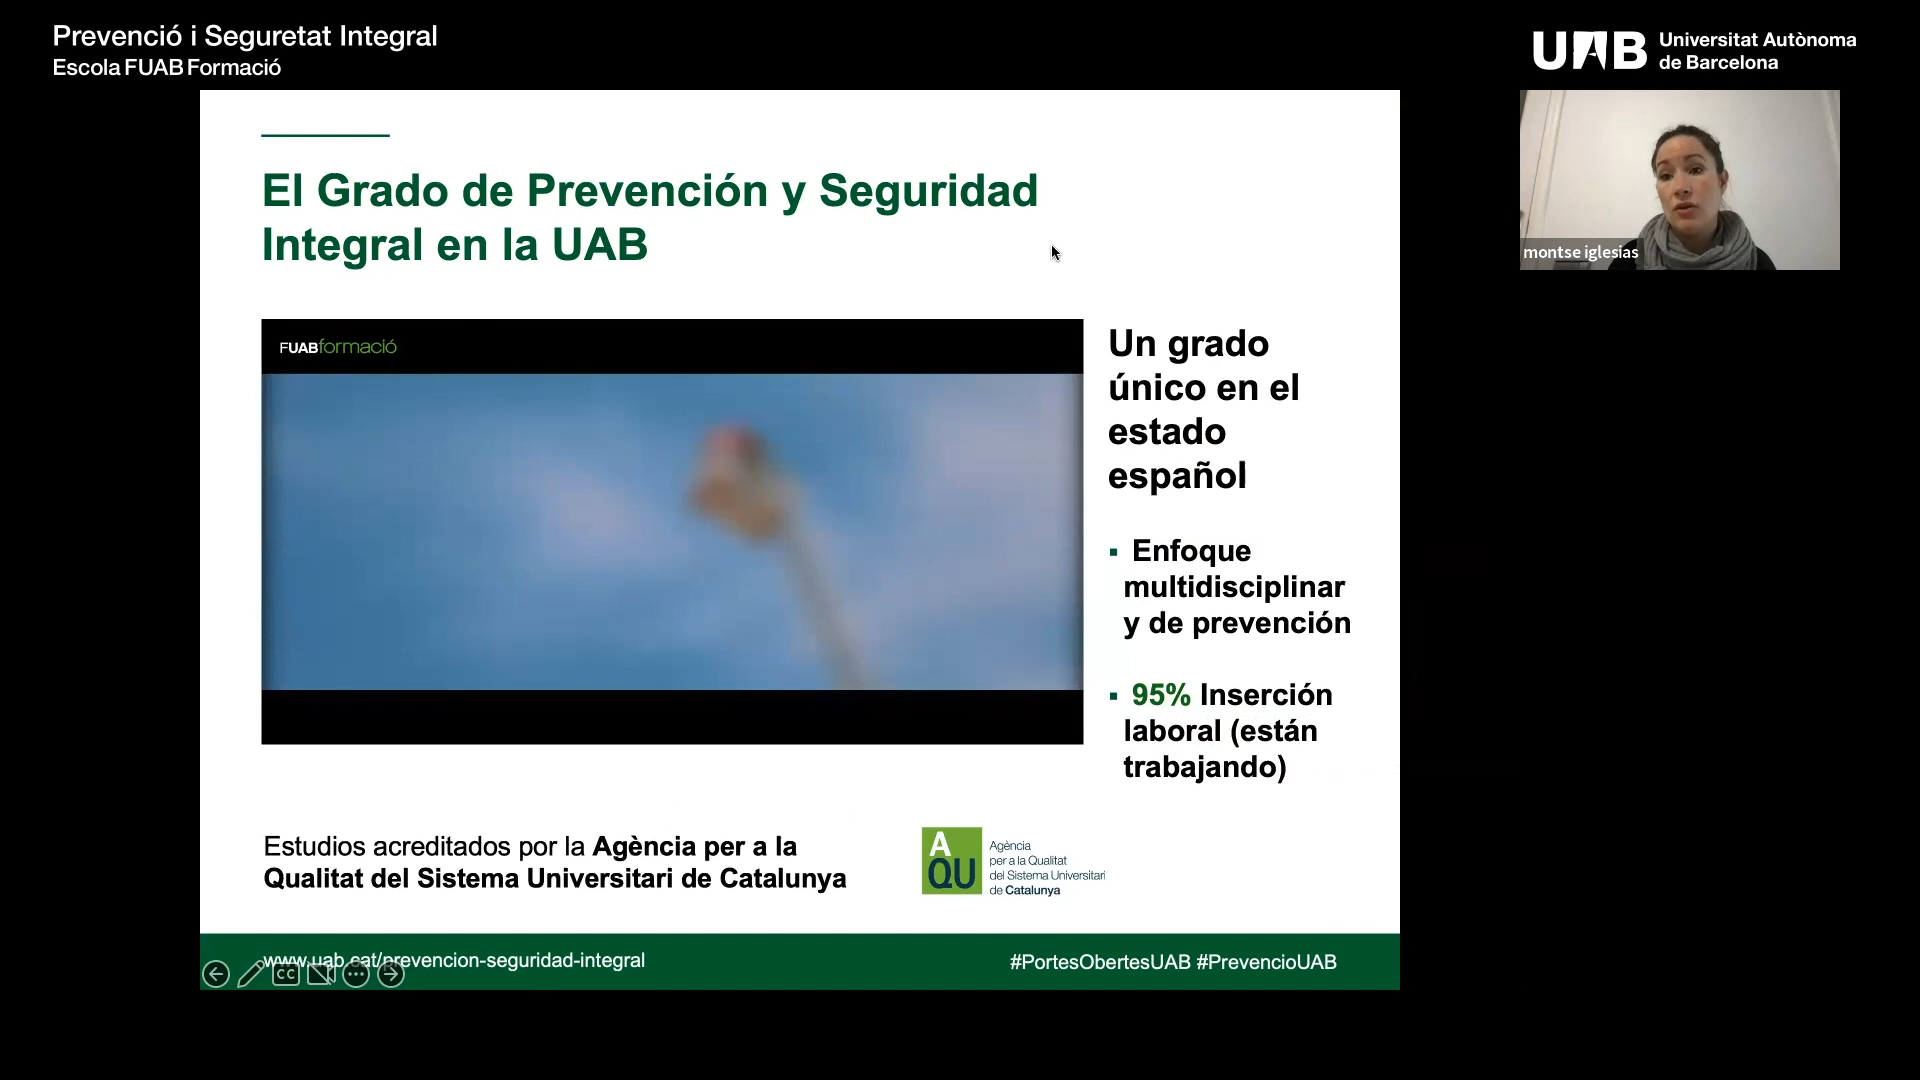 Prevenció i Seguretat Integral
Escola FUAB Formació
UAB
Universitat Autònoma
de Barcelona
montse iglesias
El Grado de Prevención y Seguridad
Integral en la UAB
FUABformació
Un grado
único en el
estado
español
▪ Enfoque
multidisciplinar
y de prevención
▪ 95% Inserción
laboral (están
trabajando)
Estudios acreditados por la Agència per a la
Qualitat del Sistema Universitari de Catalunya
AQU
Agència
per a la Qualitat
del Sistema Universitari
de Catalunya
www.uab.cat/prevencion-seguridad-integral
#PortesObertesUAB #PrevencioUAB
CC